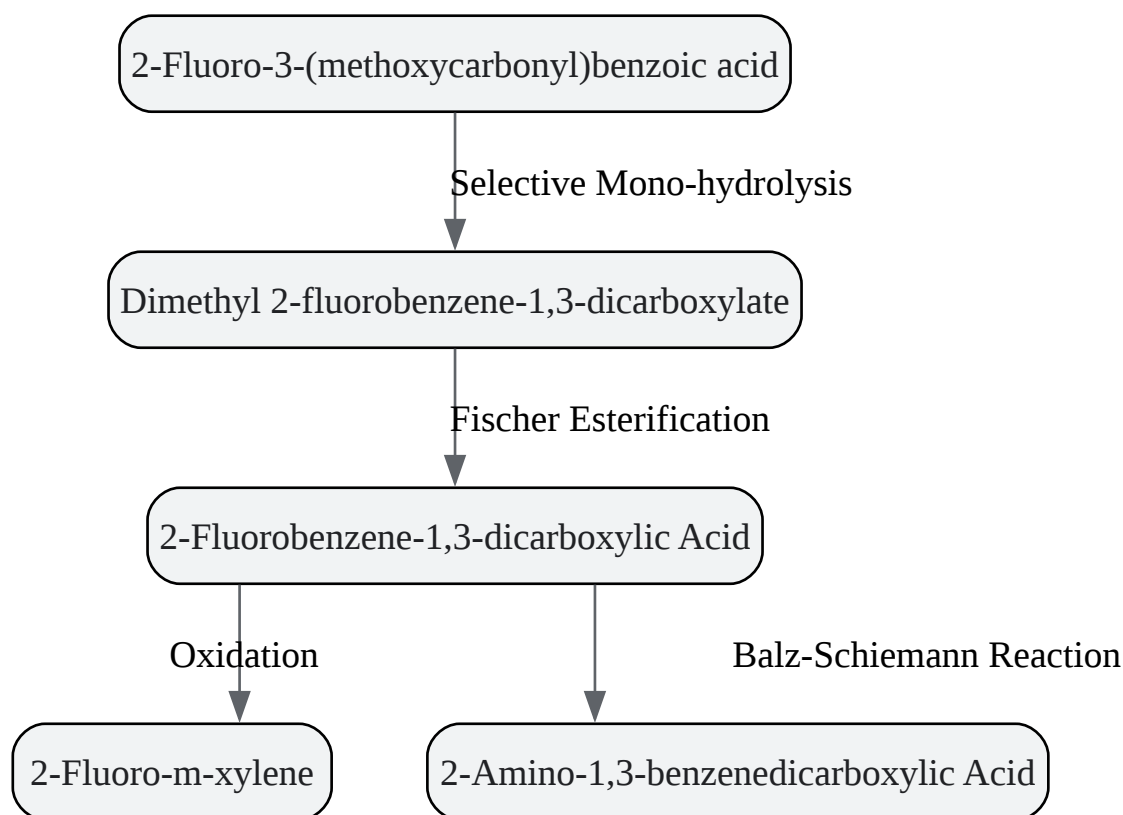 2-Fluoro-3-(methoxycarbonyl)benzoic acid
Selective Mono-hydrolysis
Dimethyl 2-fluorobenzene-1,3-dicarboxylate
Fischer Esterification
2-Fluorobenzene-1,3-dicarboxylic Acid
Oxidation
Balz-Schiemann Reaction
2-Fluoro-m-xylene
2-Amino-1,3-benzenedicarboxylic Acid